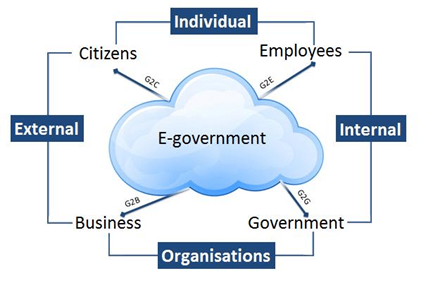 Individual
Citizens
Employees
G2C
G2E
External
E-government
Internal
G2B
G2G
Business
Government
Organisations